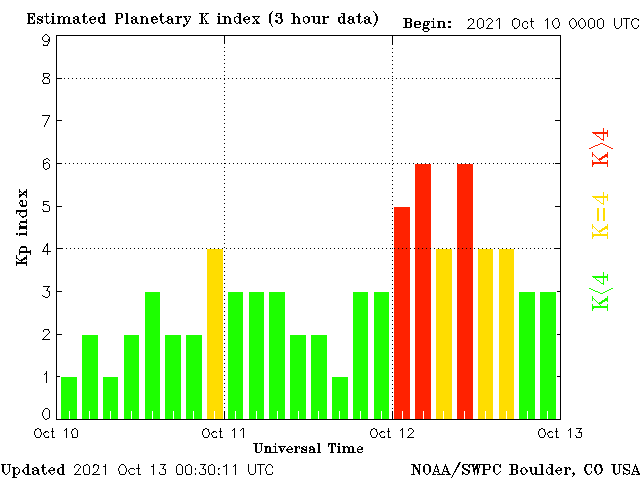 Estimated Planetary K index (3 hour data) Begin: 2021 Oct 10 0000 UTC
9
8
7
6
5
4
3
2
1
0
Kp index
K>4
K=4
K<4
Oct 10 Oct 11 Oct 12 Oct 13
Universal Time
Updated 2021 Oct 13 00:30:11 UTC NOAA/SWPC Boulder, CO USA